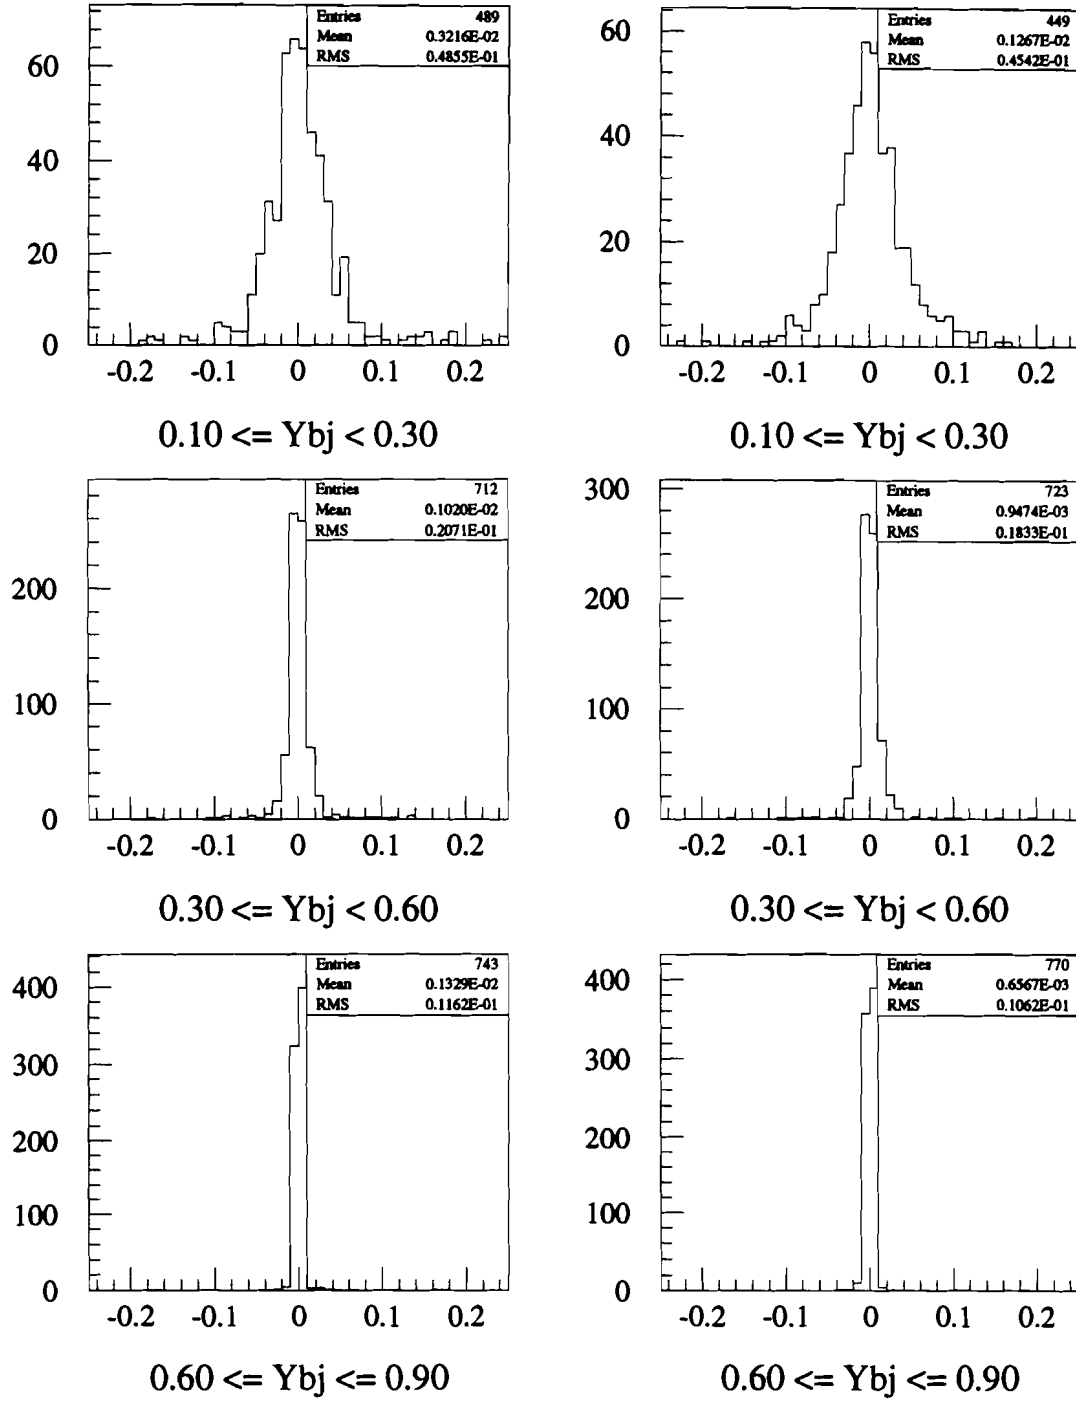 Entries 489
Mean 0.3216E-02
RMS 0.4855E-01
60
40
20
0
-0.2 -0.1 0 0.1 0.2
0.10 <= Ybj < 0.30
Entries 449
Mean 0.1267E-02
RMS 0.4542E-01
60
40
20
0
-0.2 -0.1 0 0.1 0.2
0.10 <= Ybj < 0.30
Entries 712
Mean 0.1020E-02
RMS 0.2071E-01
200
100
0
-0.2 -0.1 0 0.1 0.2
0.30 <= Ybj < 0.60
Entries 723
Mean 0.9474E-03
RMS 0.1833E-01
300
200
100
0
-0.2 -0.1 0 0.1 0.2
0.30 <= Ybj < 0.60
Entries 743
Mean 0.1329E-02
RMS 0.1162E-01
400
300
200
100
0
-0.2 -0.1 0 0.1 0.2
0.60 <= Ybj <= 0.90
Entries 770
Mean 0.6567E-03
RMS 0.1062E-01
400
300
200
100
0
-0.2 -0.1 0 0.1 0.2
0.60 <= Ybj <= 0.90